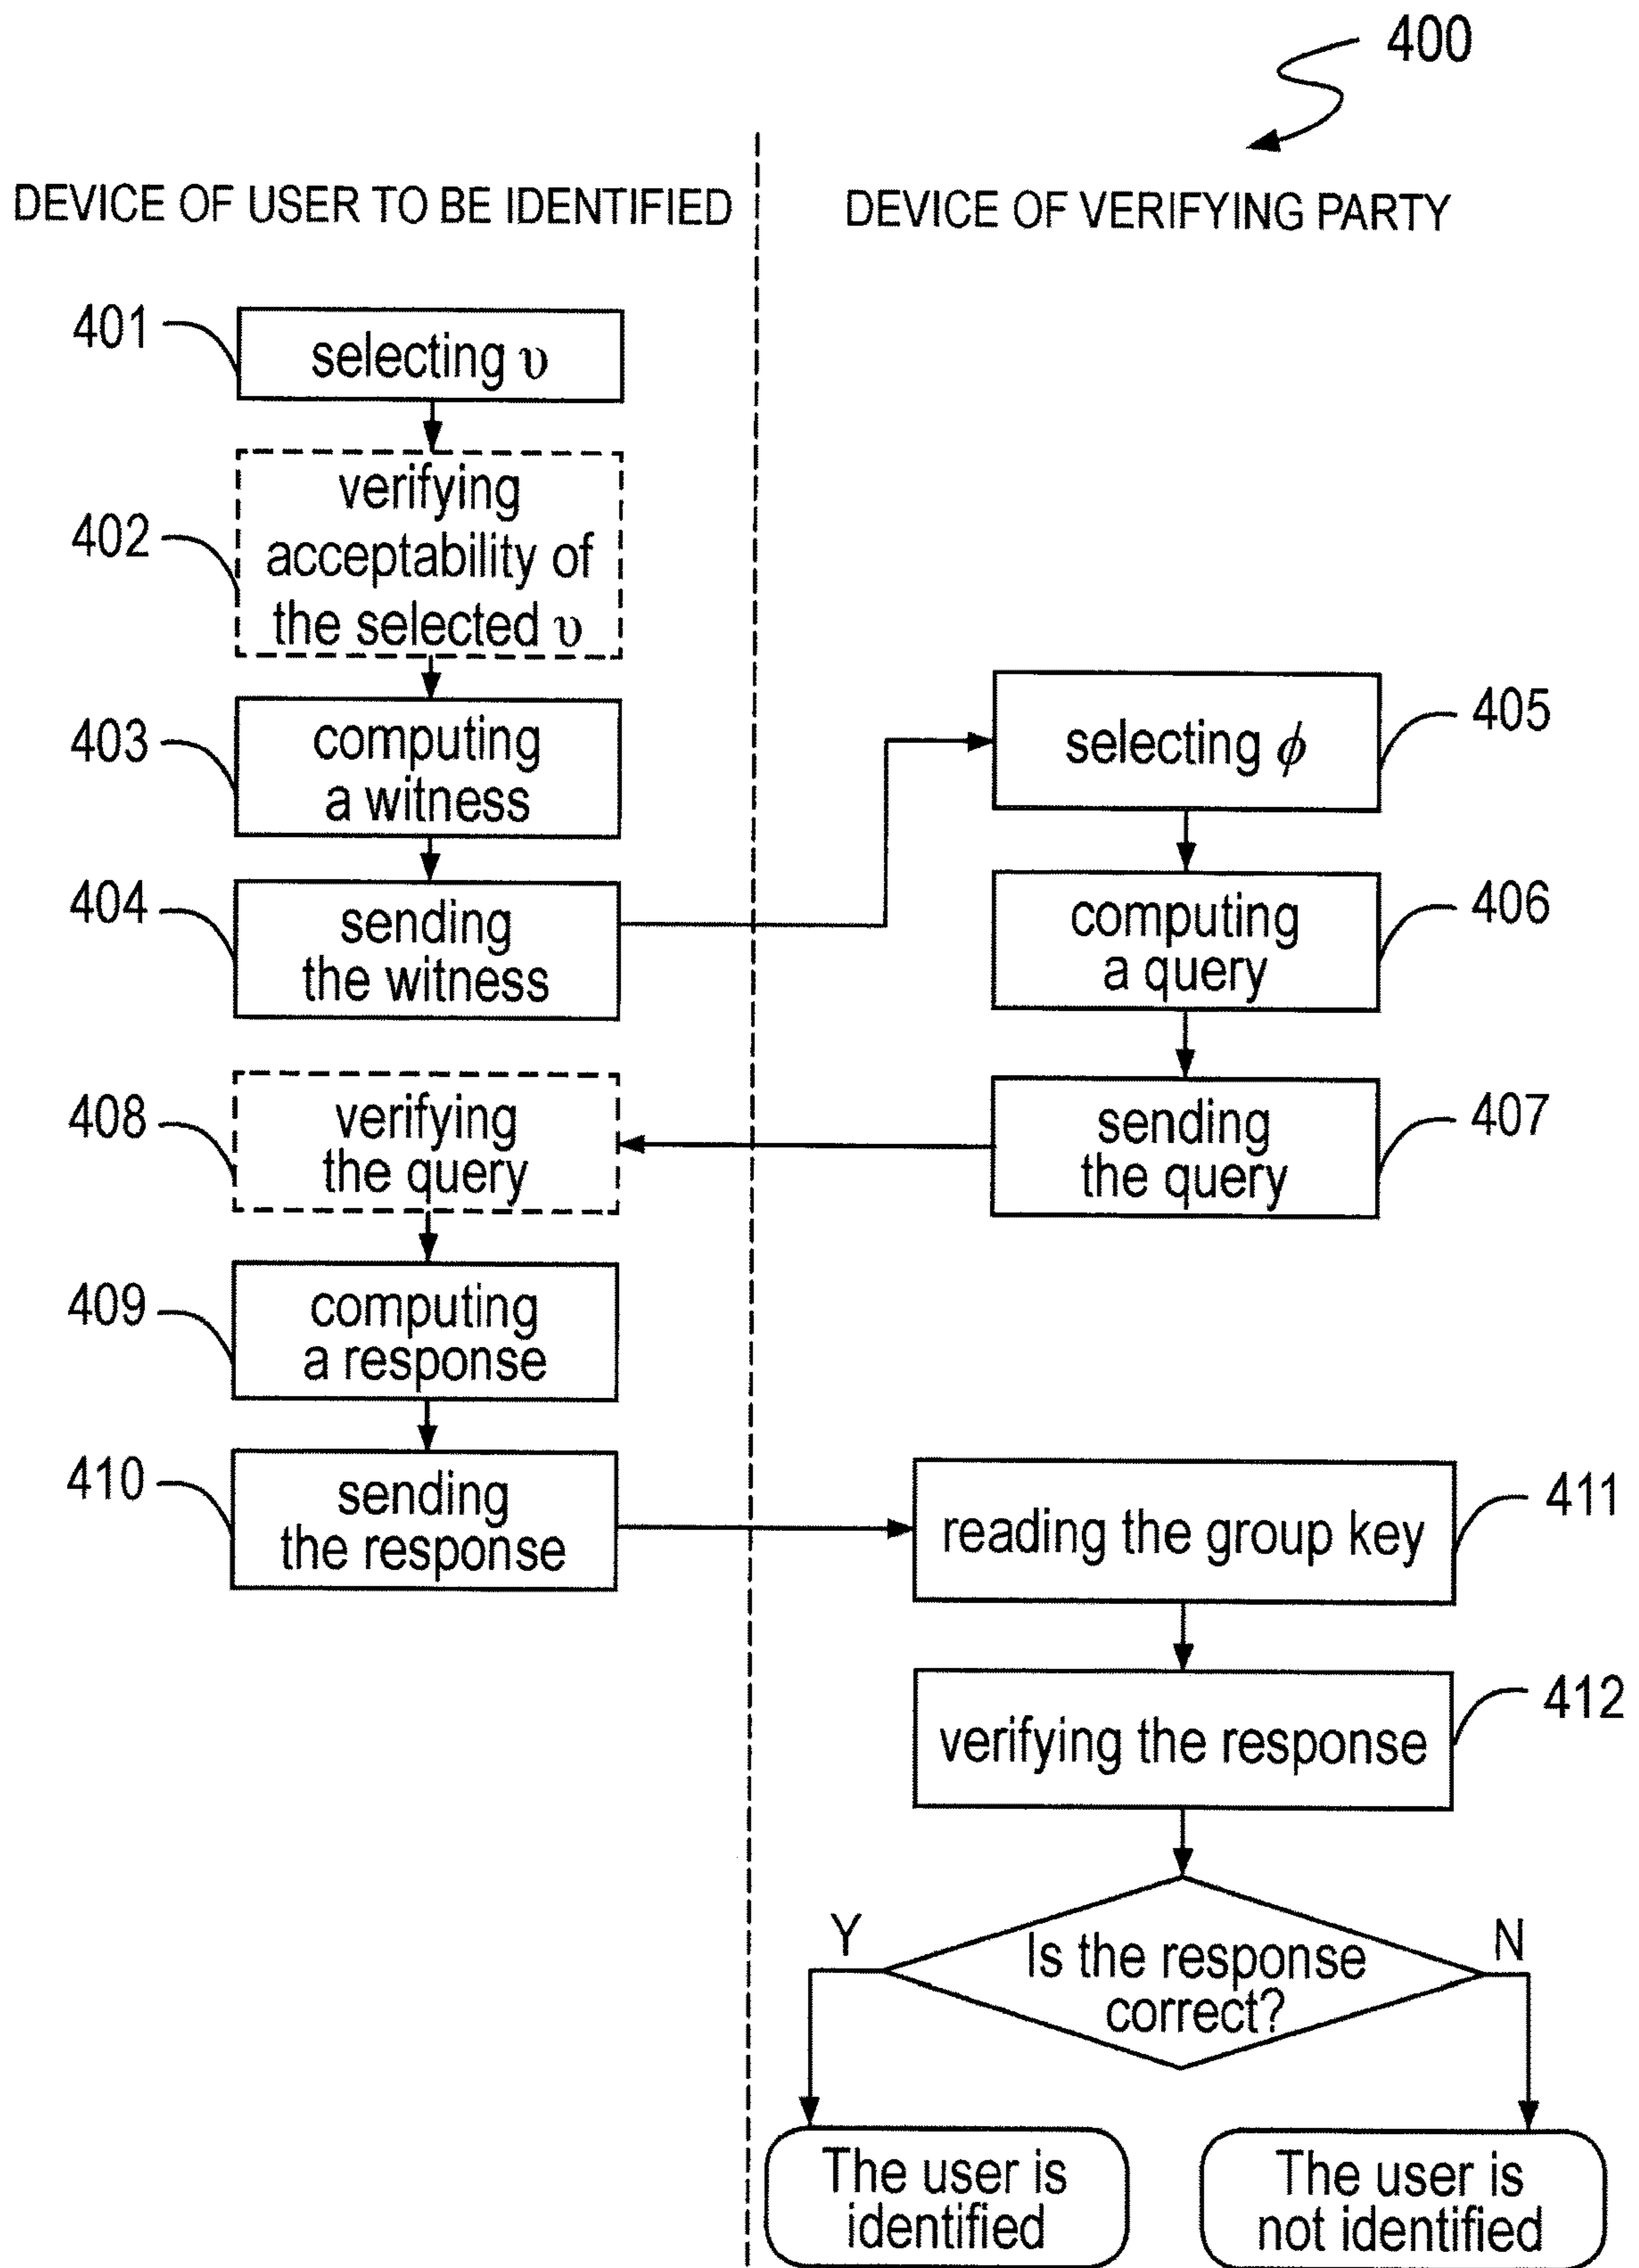 400
DEVICE OF USER TO BE IDENTIFIED
DEVICE OF VERIFYING PARTY
401
selecting υ
402
verifying
acceptability of
the selected υ
403
computing
a witness
404
sending
the witness
405
selecting ϕ
406
computing
a query
407
sending
the query
408
verifying
the query
409
computing
a response
410
sending
the response
411
reading the group key
412
verifying the response
Is the response
correct?
Y
N
The user is
identified
The user is
not identified